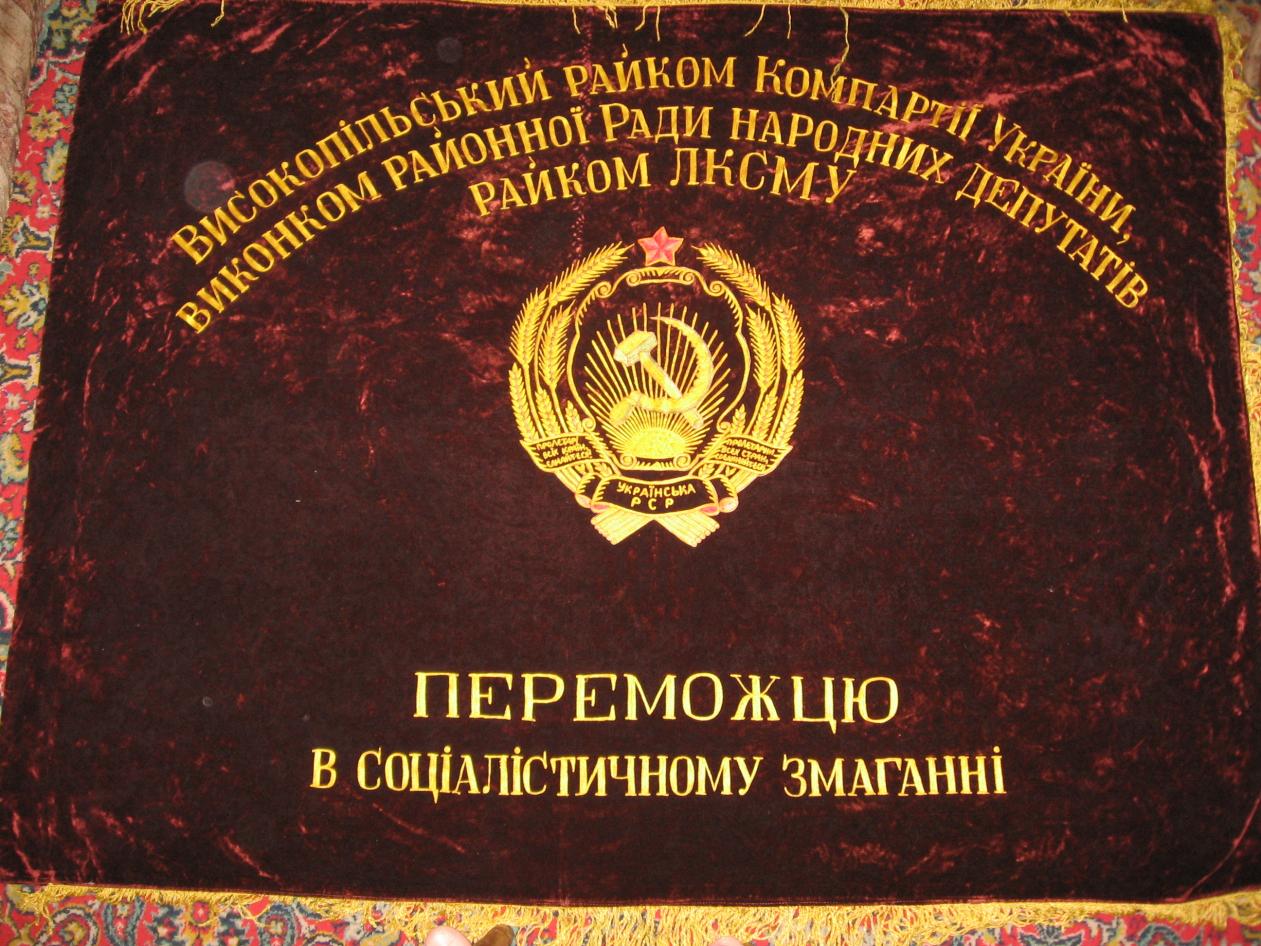 Високопільський райком Компартії України,
виконком районної Ради народних депутатів
райком ЛКСМУ
УКРАЇНСЬКА
РСР
ПЕРЕМОЖЦЮ
в соціалістичному змаганні